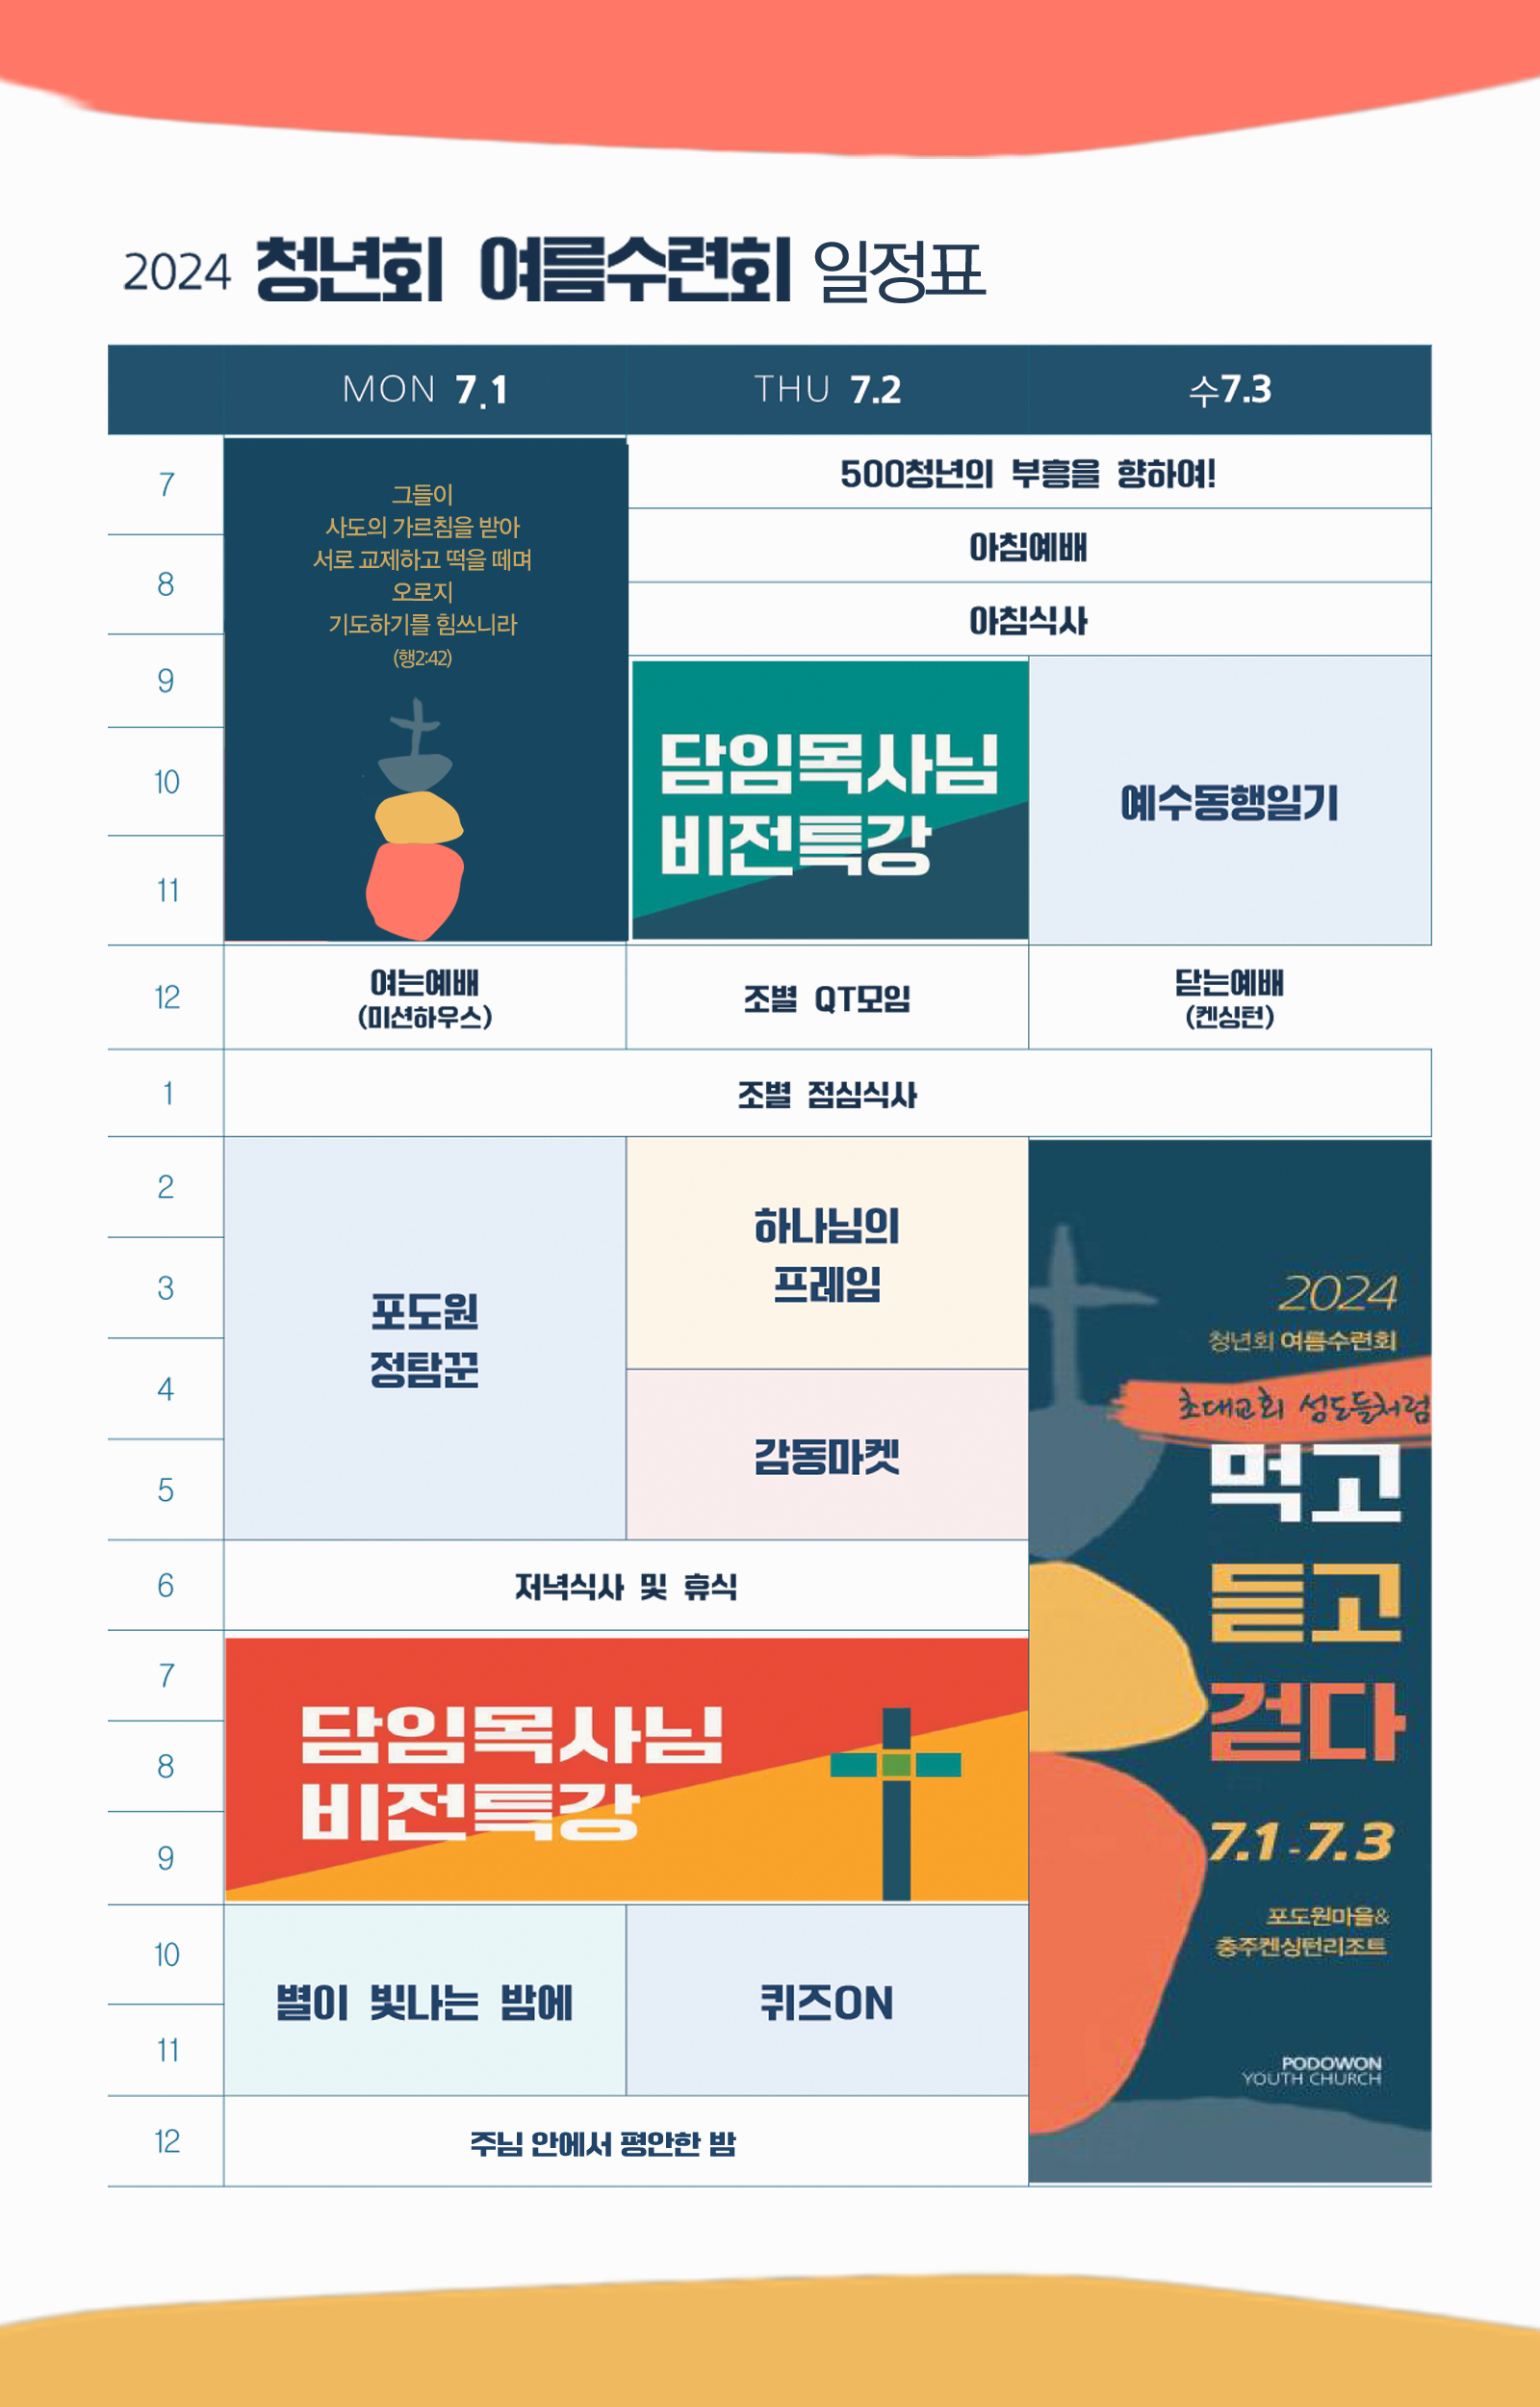 2024 청년회 여름수련회 일정표
MON 7.1
THU 7.2
수7.3
7
8
9
10
11
그들이
사도의 가르침을 받아
서로 교제하고 떡을 떼며
오로지
기도하기를 힘쓰니라
(행2:42)
500청년의 부흥을 향하여!
아침예배
아침식사
담임목사님
비전특강
예수동행일기
12
여는예배
(미션하우스)
조별 QT모임
닫는예배
(켄싱턴)
1
조별 점심식사
2
3
4
5
포도원
정탐꾼
하나님의
프레임
감동마켓
6
저녁식사 및 휴식
7
8
9
담임목사님
비전특강
10
11
별이 빛나는 밤에
퀴즈ON
12
주님 안에서 평안한 밤
2024
청년회 여름수련회
초대교회 성도들처럼
먹고
듣고
걷다
7.1-7.3
포도원마을&
충주켄싱턴리조트
PODOWON
YOUTH CHURCH